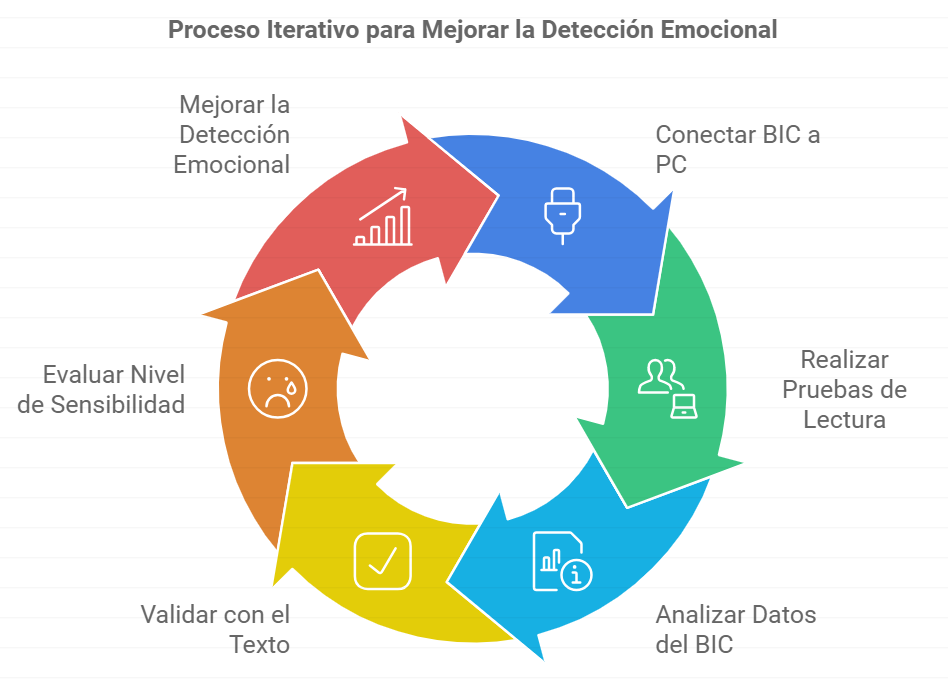 Proceso Iterativo para Mejorar la Detección Emocional
Mejorar la
Detección
Emocional
Conectar BIC a
PC
Realizar
Pruebas de
Lectura
Analizar Datos
del BIC
Validar con el
Texto
Evaluar Nivel
de Sensibilidad